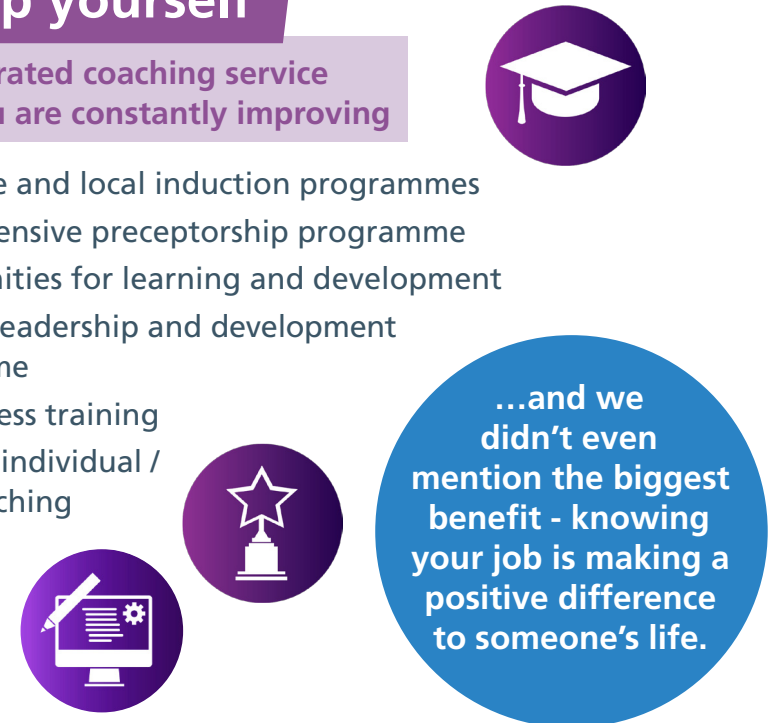 p yourself
rated coaching service
u are constantly improving
e and local induction programmes
ensive preceptorship programme
nities for learning and development
leadership and development
me
ess training
individual /
ching
…and we
didn’t even
mention the biggest
benefit - knowing
your job is making a
positive difference
to someone’s life.